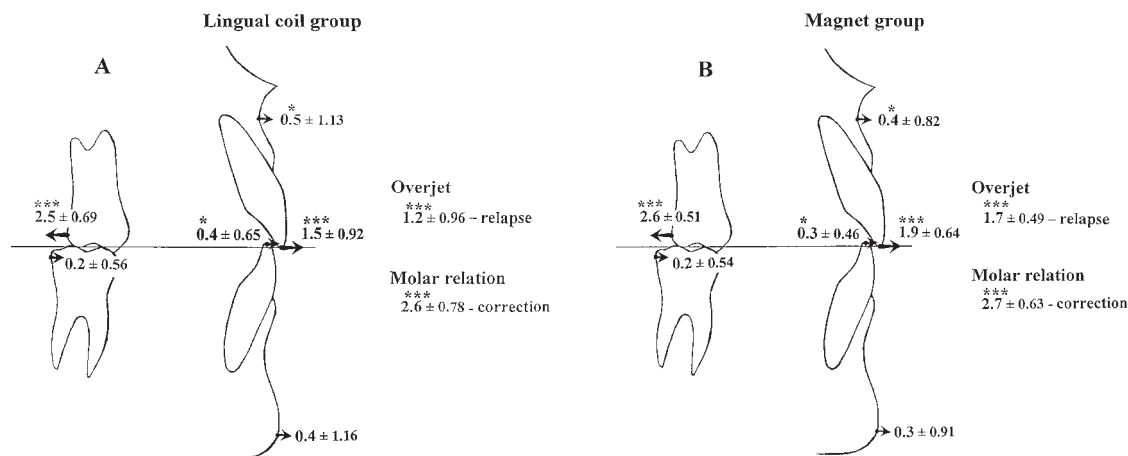 Lingual coil group
A
*
0.5 ± 1.13
***
2.5 ± 0.69
0.2 ± 0.56
*
0.4 ± 0.65
***
1.5 ± 0.92
Overjet
***
1.2 ± 0.96 – relapse
Molar relation
***
2.6 ± 0.78 - correction
0.4 ± 1.16
Magnet group
B
*
0.4 ± 0.82
***
2.6 ± 0.51
0.2 ± 0.54
*
0.3 ± 0.46
***
1.9 ± 0.64
Overjet
***
1.7 ± 0.49 – relapse
Molar relation
***
2.7 ± 0.63 - correction
0.3 ± 0.91